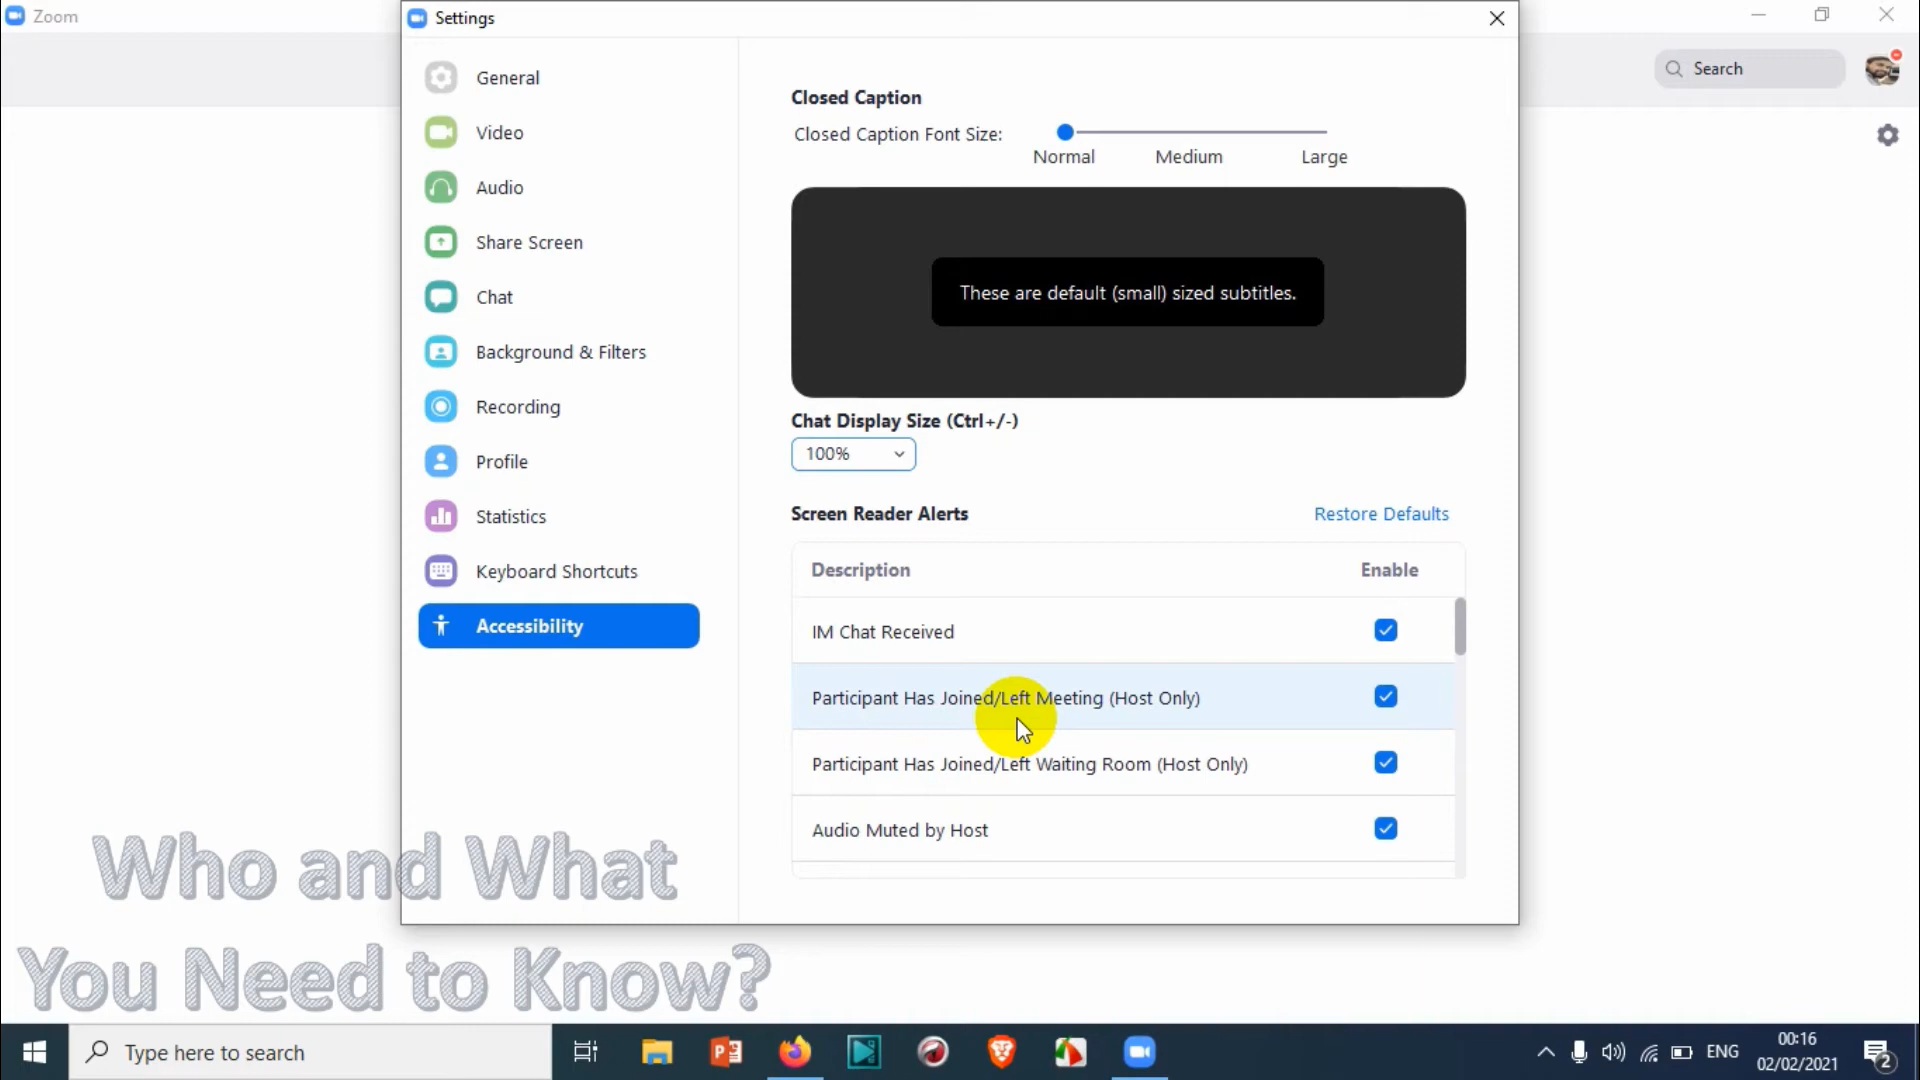 Zoom
Settings
Search
General
Video
Audio
Share Screen
Chat
Background & Filters
Recording
Profile
Statistics
Keyboard Shortcuts
Accessibility
Closed Caption
Closed Caption Font Size:
Normal Medium Large
These are default (small) sized subtitles.
Chat Display Size (Ctrl+/-)
100%
Screen Reader Alerts Restore Defaults
Description Enable
IM Chat Received
Participant Has Joined/Left Meeting (Host Only)
Participant Has Joined/Left Waiting Room (Host Only)
Audio Muted by Host
Who and What
You Need to Know?
Type here to search
ENG
00:16
02/02/2021
2